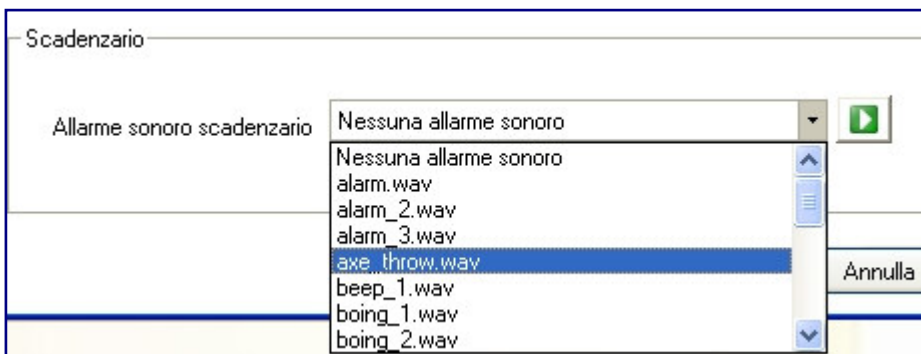 Scadenzario
Allarme sonoro scadenzario Nessuna allarme sonoro
Nessuna allarme sonoro
alarm.wav
alarm_2.wav
alarm_3.wav
axe_throw.wav
Annulla
beep_1.wav
boing_1.wav
boing_2.wav